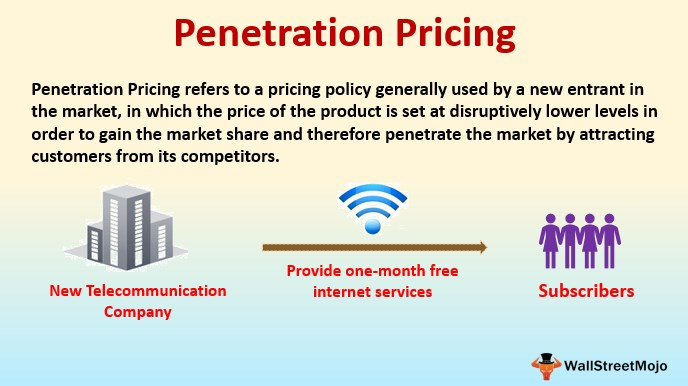 Penetration Pricing
Penetration Pricing refers to a pricing policy generally used by a new entrant in
the market, in which the price of the product is set at disruptively lower levels in
order to gain the market share and therefore penetrate the market by attracting
customers from its competitors.
New Telecommunication
Company
Provide one-month free
internet services
Subscribers
WallStreetMojo